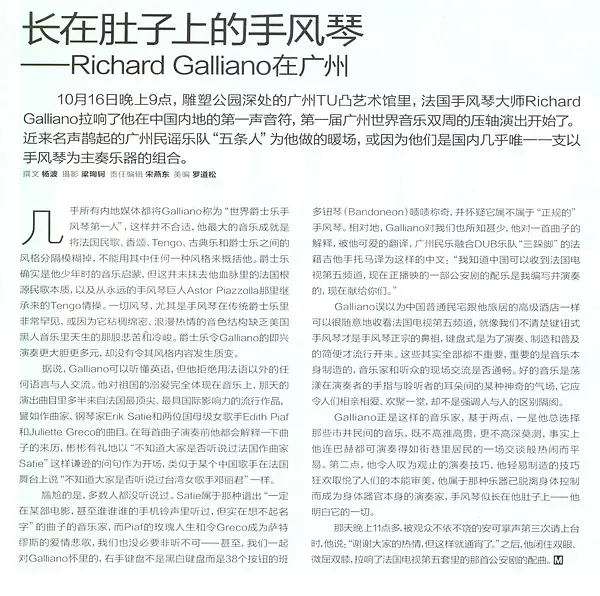 长在肚子上的手风琴
——Richard Galliano在广州
10月16日晚上9点，雕塑公园深处的广州TU凸艺术馆里，法国手风琴大师Richard
Galliano拉响了他在中国内地的第一声音符，第一届广州世界音乐双周的压轴演出开始了。
近来名声鹊起的广州民谣乐队“五条人”为他做的暖场，或因为他们是国内几乎唯一一支以
手风琴为主奏乐器的组合。
撰文 杨波 摄影 梁珣轲 责任编辑 宋燕东 美编 罗道松
几乎所有内地媒体都将Galliano称为“世界爵士乐手
风琴第一人”，这样并不合适，他最大的音乐成就是
将法国民歌、香颂、Tengo、古典乐和爵士乐之间的
风格分隔模糊掉，不能用其中任何一种风格来概括他。爵士乐
确实是他少年时的音乐启蒙，但这并未抹去他血脉里的法国根
源民歌本质，以及从永远的手风琴巨人Astor Piazzolla那里继
承来的Tengo情操。一切风琴，尤其是手风琴在传统爵士乐里
非常罕见，或因为它粘稠绵密、浪漫热情的音色结构缺乏美国
黑人音乐里天生的那股悲苦和冷峻。爵士乐令Galliano的即兴
演奏更大胆更多元，却没有令其风格内容发生质变。
据说，Galliano可以听懂英语，但他拒绝用法语以外的任
何语言与人交流。他对祖国的溺爱完全体现在音乐上，那天的
演出曲目里多半来自法国最顶尖、最具国际影响力的流行作品，
譬如作曲家、钢琴家Erik Satie和两位国母级女歌手Edith Piaf
和Juliette Greco的曲目。在每首曲子演奏前他都会解释一下曲
子的来历，彬彬有礼地以“不知道大家是否听说过法国作曲家
Satie”这样谦逊的问句作为开场，类似于某个中国歌手在法国
舞台上说“不知道大家是否听说过台湾女歌手邓丽君”一样。
尴尬的是，多数人都没听说过。Satie属于那种谱出“一定
在某部电影，甚至谁谁谁的手机铃声里听过，但实在想不起名
字”的曲子的音乐家，而Piaf的玫瑰人生和令Greco成为萨特
缪斯的爱情悲歌，我们也没必要非听不可——甚至，我们一起
对Galliano怀里的，右手键盘不是黑白键盘而是38个按钮的班
多钮琴（Bandoneon）啧啧称奇，并怀疑它属不属于“正规的”
手风琴。相对地，Galliano对我们也所知甚少，他对一首曲子的
解释，被他可爱的翻译，广州民乐融合DUB乐队“三跺脚”的法
籍吉他手托马译为这样的中文：“我知道中国可以收到法国电
视第五频道，现在正播映的一部公安剧的配乐是我编写并演奏
的，现在献给你们。”
Galliano误以为中国普通民宅跟他旅居的高级酒店一样
可以很随意地收看法国电视第五频道，就像我们不清楚键钮式
手风琴才是手风琴正宗的鼻祖，键盘式是为了演奏、制造和普及
的简便才流行开来。这些其实全部都不重要，重要的是音乐本
身制造的，音乐家和听众的现场交流是否通畅。好的音乐是荡
漾在演奏者的手指与聆听者的耳朵间的某种神奇的气场，它应
令人们相亲相爱、欢聚一堂，却不是强调人与人的区别隔阂。
Galliano正是这样的音乐家，基于两点，一是他总选择
那些市井民间的音乐，既不高雅高贵，更不高深莫测，事实上
他连巴赫都可演奏得如街巷里居民的一场交谈般热闹而平
易。第二点，他令人叹为观止的演奏技巧，他轻易制造的技巧
狂欢取悦了人们的本能审美，他属于那种乐器已脱离身体控制
而成为身体器官本身的演奏家，手风琴似长在他肚子上——他
明白它的一切。
那天晚上11点多，被观众不依不饶的安可掌声第三次请上台
时，他说：“谢谢大家的热情，但这样就通宵了。”之后，他闭住双眼、
微屈双膝，拉响了法国电视第五套里的那首公安剧的配曲。M